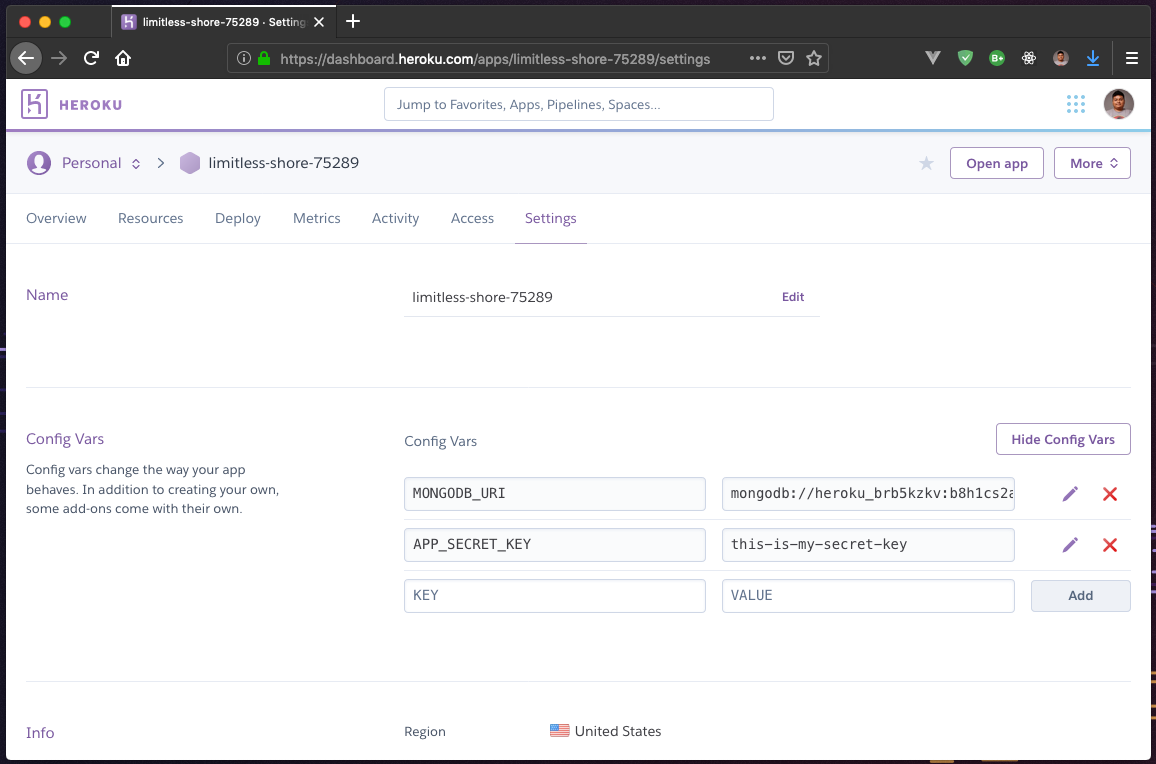 limitless-shore-75289 · Setting
https://dashboard.heroku.com/apps/limitless-shore-75289/settings
B+
HEROKU
Jump to Favorites, Apps, Pipelines, Spaces...
Personal
limitless-shore-75289
Open app
More
Overview Resources Deploy Metrics Activity Access Settings
Name
limitless-shore-75289
Edit
Config Vars
Config vars change the way your app
behaves. In addition to creating your own,
some add-ons come with their own.
Config Vars
Hide Config Vars
MONGODB_URI mongodb://heroku_brb5kzkv:b8h1cs2a
APP_SECRET_KEY this-is-my-secret-key
KEY VALUE Add
Info
Region
United States